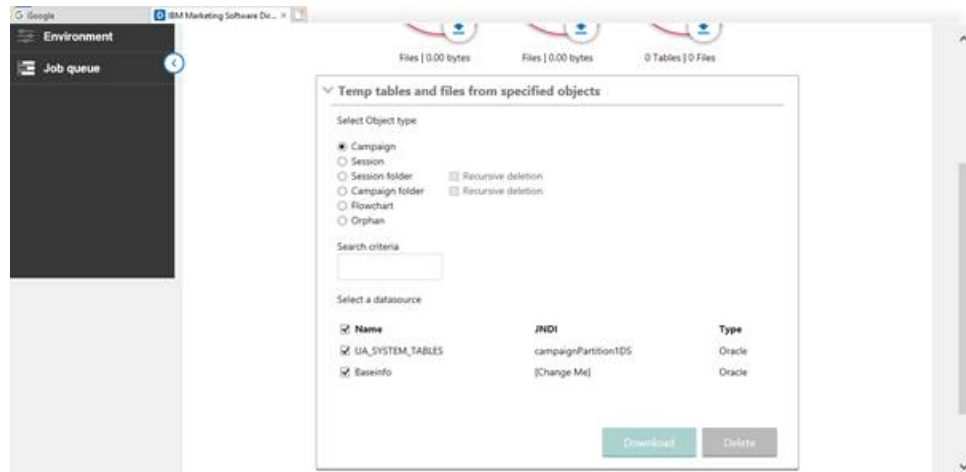 Google
IBM Marketing Software Dir...
Environment
Job queue
Files | 0.00 bytes
Files | 0.00 bytes
0 Tables | 0 Files
Temp tables and files from specified objects
Select Object type
Campaign
Session
Session folder Recursive deletion
Campaign folder Recursive deletion
Flowchart
Orphan
Search criteria
Select a datasource
Name JNDI Type
UA_SYSTEM_TABLES campaignPartition1DS Oracle
Baseinfo [Change Me] Oracle
Download Delete